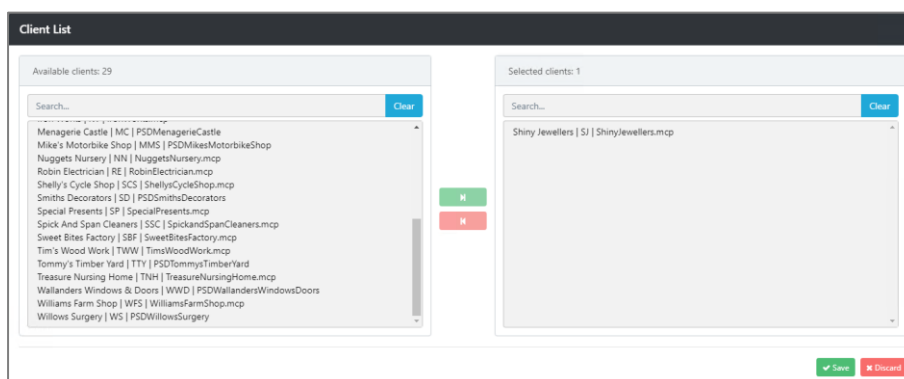 Client List
Available clients: 29
Search...
Clear
Menagerie Castle | MC | PSDMenagerieCastle
Mike's Motorbike Shop | MMS | PSDMikesMotorbikeShop
Nuggets Nursery | NN | NuggetsNursery.mcp
Robin Electrician | RE | RobinElectrician.mcp
Shelly's Cycle Shop | SCS | ShellysCycleShop.mcp
Smiths Decorators | SD | PSDSmithsDecorators
Special Presents | SP | SpecialPresents.mcp
Spick And Span Cleaners | SSC | SpickandSpanCleaners.mcp
Sweet Bites Factory | SBF | SweetBitesFactory.mcp
Tim's Wood Work | TWW | TimsWoodWork.mcp
Tommy's Timber Yard | TTY | PSDTommysTimberYard
Treasure Nursing Home | TNH | TreasureNursingHome.mcp
Wallanders Windows & Doors | WWD | PSDWallandersWindowsDoors
Williams Farm Shop | WFS | WilliamsFarmShop.mcp
Willows Surgery | WS | PSDWillowsSurgery
Selected clients: 1
Search...
Clear
Shiny Jewellers | SJ | ShinyJewellers.mcp
Save
Discard